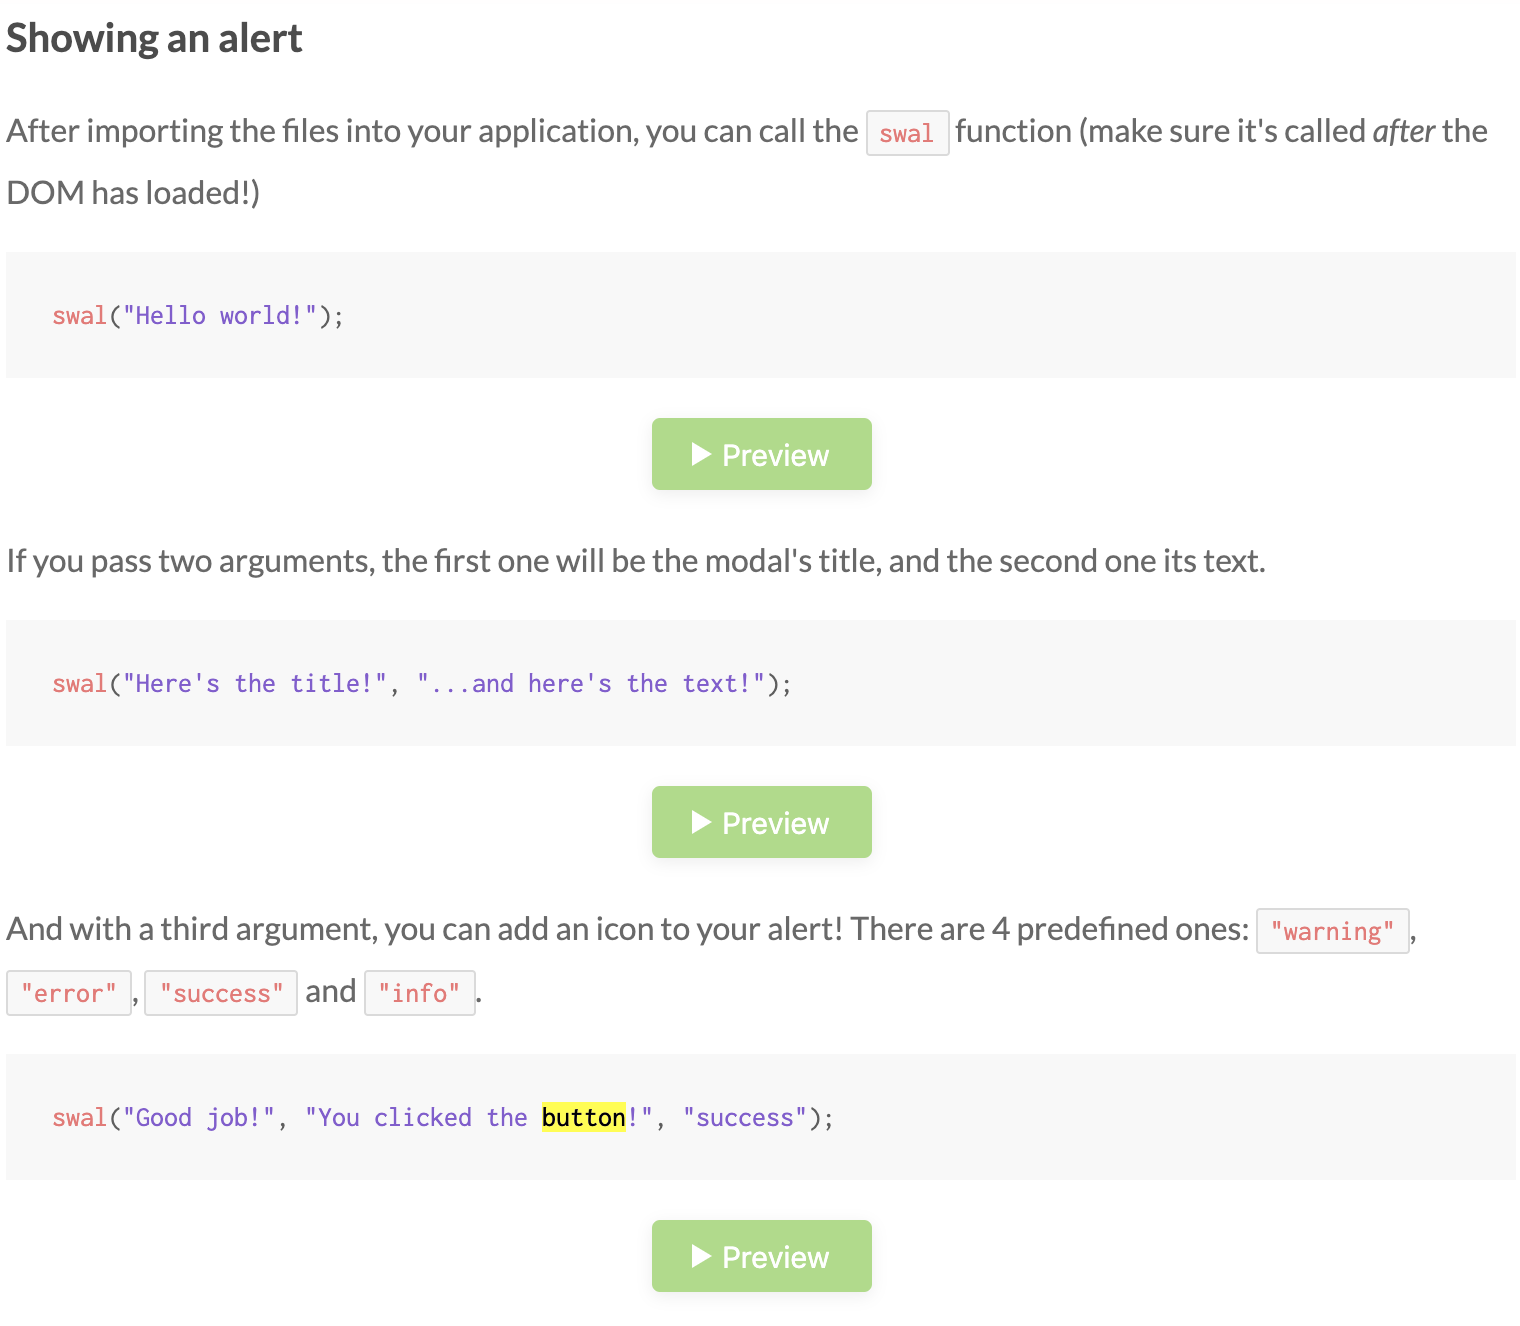 Showing an alert
After importing the files into your application, you can call the swal function (make sure it's called after the
DOM has loaded!)
swal("Hello world!");
Preview
If you pass two arguments, the first one will be the modal's title, and the second one its text.
swal("Here's the title!", "...and here's the text!");
Preview
And with a third argument, you can add an icon to your alert! There are 4 predefined ones: "warning",
"error", "success" and "info".
swal("Good job!", "You clicked the button!", "success");
Preview